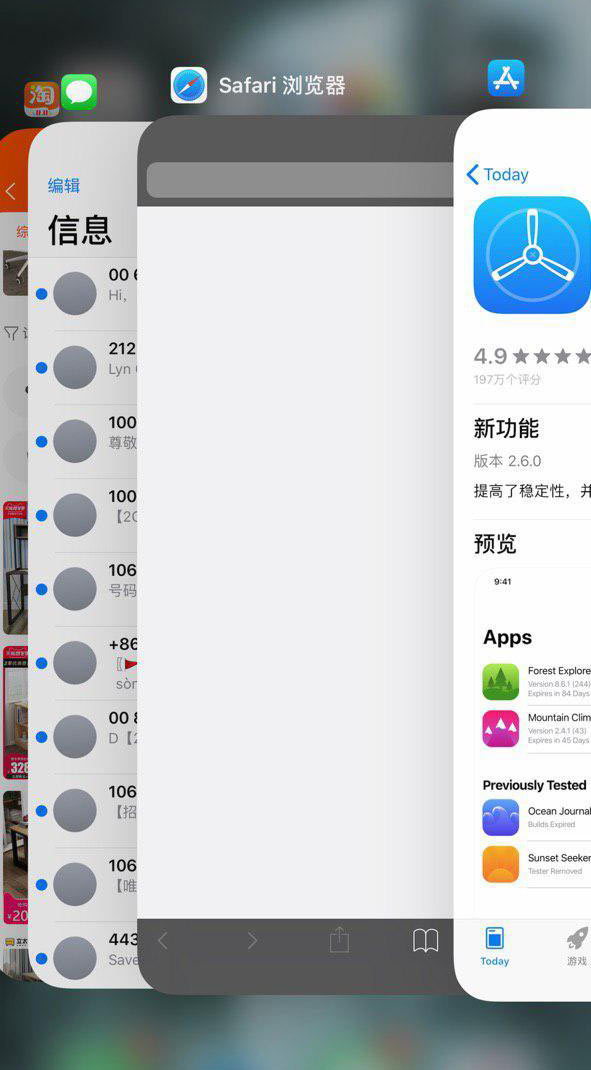 淘
11.11
Safari 浏览器
编辑
信息
综
00 6
Hi,
212
Lyn
100
尊敬
100
106
号码
+86
sòn
00 8
106
【招
106
【唯
443
Save
Today
4.9
197万个评分
新功能
版本 2.6.0
提高了稳定性，并
预览
9:41
Apps
Forest Explore
Version 8.6.1 (244)
Expires in 84 Days
Mountain Clim
Version 2.4.1 (43)
Expires in 45 Days
Previously Tested
Ocean Journal
Builds Expired
Sunset Seeker
Tester Removed
Today
游戏